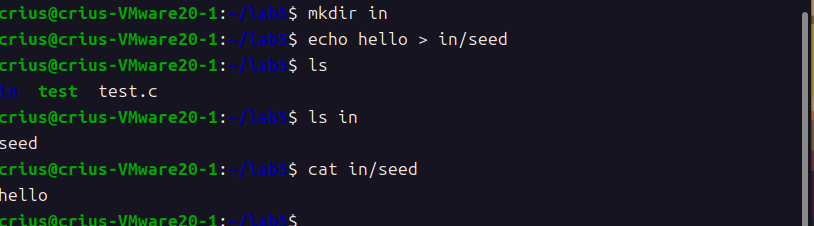 crius@crius-VMware20-1:~/lab5$ mkdir in
crius@crius-VMware20-1:~/lab5$ echo hello > in/seed
crius@crius-VMware20-1:~/lab5$ ls
in  test  test.c
crius@crius-VMware20-1:~/lab5$ ls in
seed
crius@crius-VMware20-1:~/lab5$ cat in/seed
hello
crius@crius-VMware20-1:~/lab5$